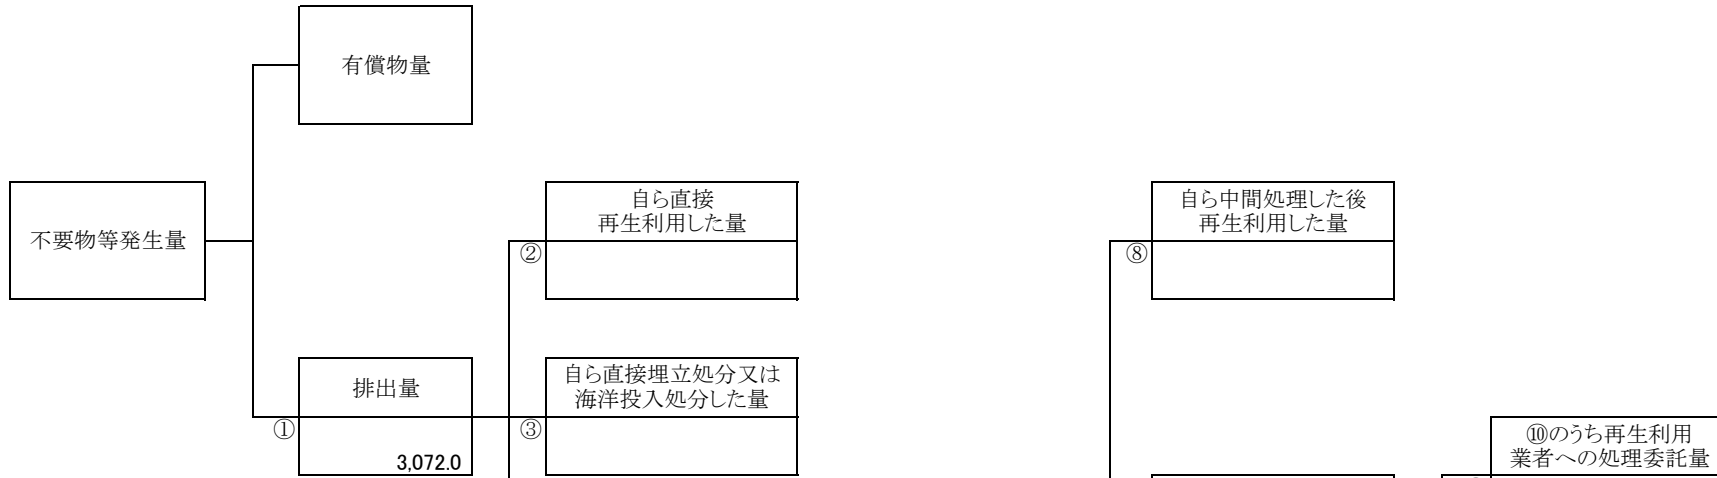 有償物量
不要物等発生量
自ら直接
再生利用した量
②
自ら中間処理した後
再生利用した量
⑧
排出量
①
3,072.0
自ら直接埋立処分又は
海洋投入処分した量
③
⑩のうち再生利用
業者への処理委託量